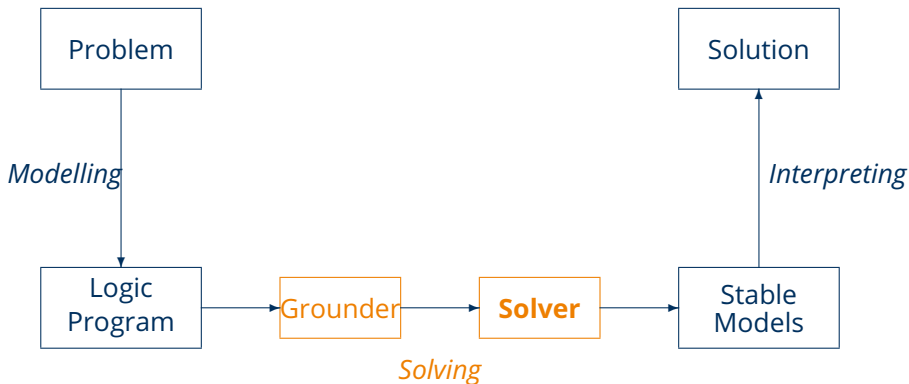 Problem
Solution
Modelling
Interpreting
Logic
Program
Grounder
Solver
Stable
Models
Solving